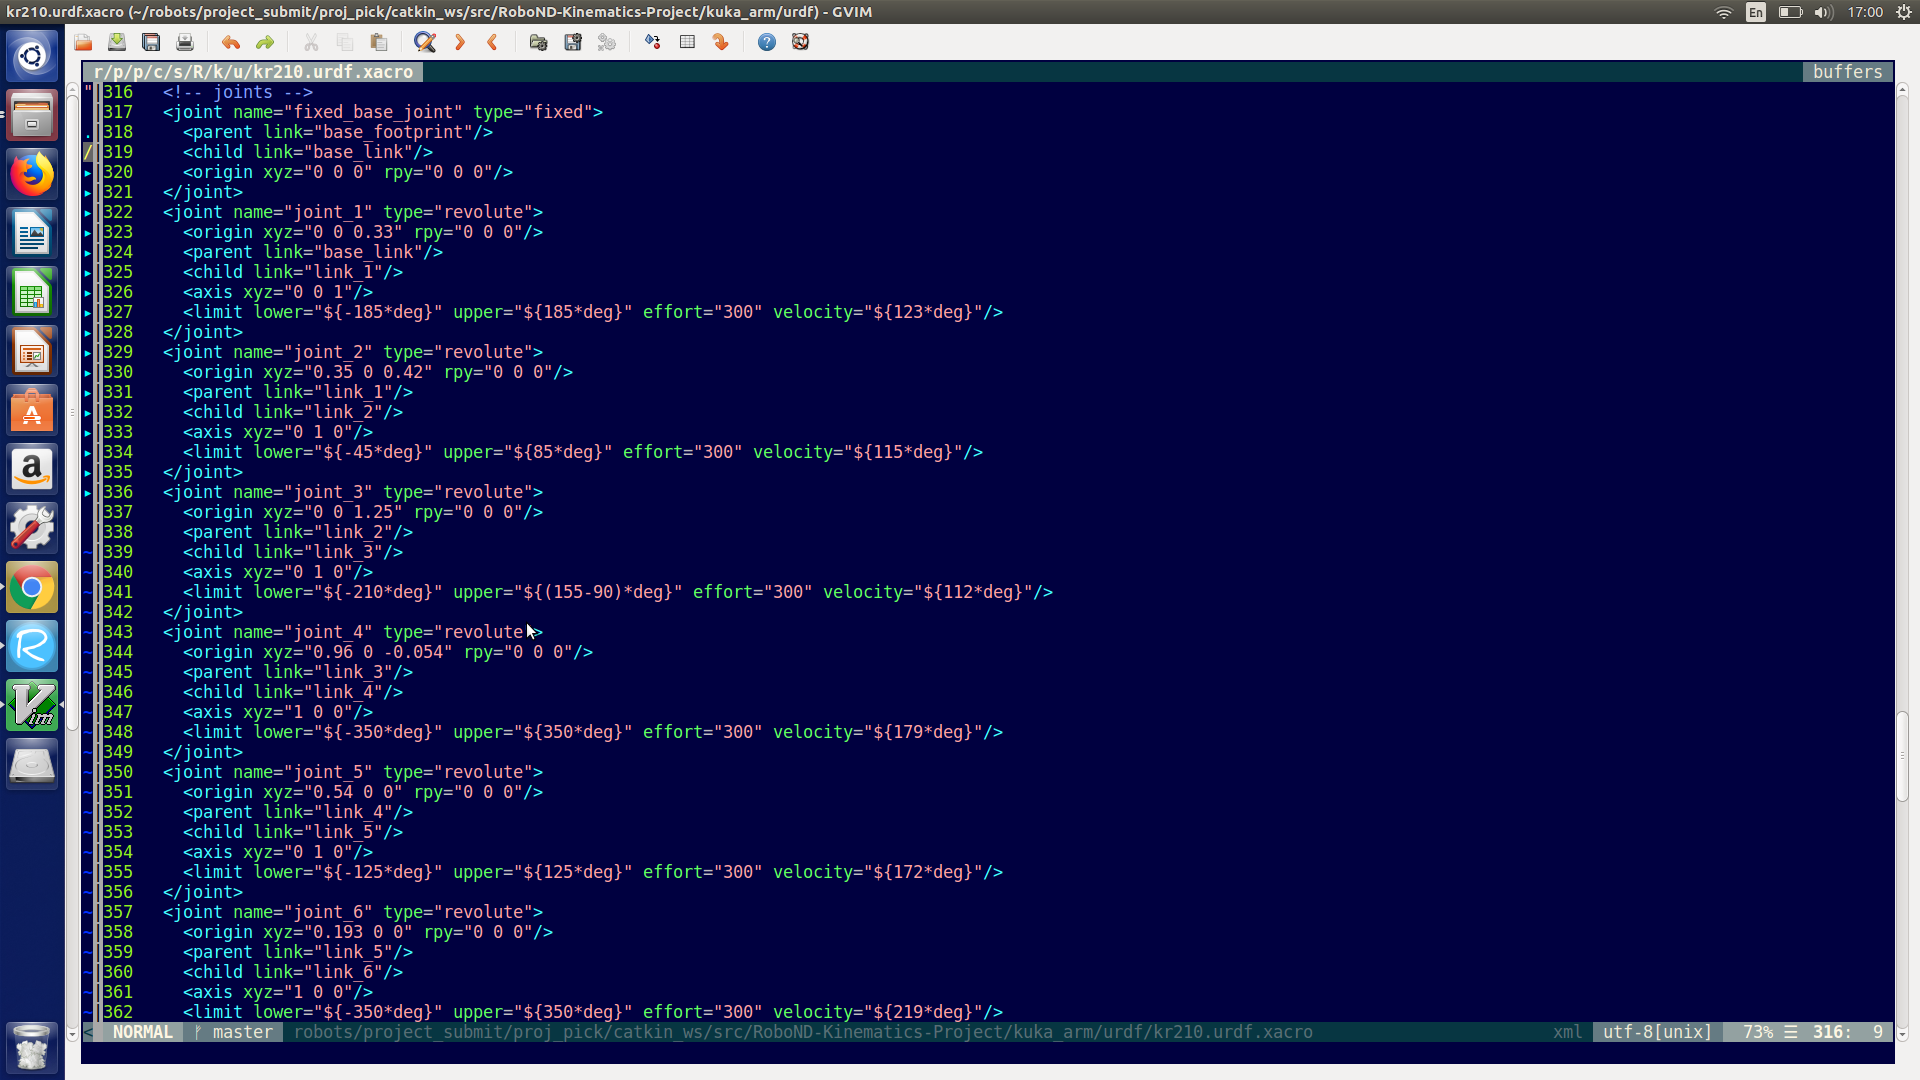 kr210.urdf.xacro (~/robots/project_submit/proj_pick/catkin_ws/src/RoboND-Kinematics-Project/kuka_arm/urdf) - GVIM
En
17:00
r/p/p/c/s/R/k/u/kr210.urdf.xacro
buffers
" 316 <!-- joints -->
317 <joint name="fixed_base_joint" type="fixed">
. 318 <parent link="base_footprint"/>
/ 319 <child link="base_link"/>
▸ 320 <origin xyz="0 0 0" rpy="0 0 0"/>
▸ 321 </joint>
▸ 322 <joint name="joint_1" type="revolute">
▸ 323 <origin xyz="0 0 0.33" rpy="0 0 0"/>
▸ 324 <parent link="base_link"/>
▸ 325 <child link="link_1"/>
▸ 326 <axis xyz="0 0 1"/>
▸ 327 <limit lower="${-185*deg}" upper="${185*deg}" effort="300" velocity="${123*deg}"/>
▸ 328 </joint>
▸ 329 <joint name="joint_2" type="revolute">
▸ 330 <origin xyz="0.35 0 0.42" rpy="0 0 0"/>
▸ 331 <parent link="link_1"/>
▸ 332 <child link="link_2"/>
▸ 333 <axis xyz="0 1 0"/>
▸ 334 <limit lower="${-45*deg}" upper="${85*deg}" effort="300" velocity="${115*deg}"/>
▸ 335 </joint>
▸ 336 <joint name="joint_3" type="revolute">
337 <origin xyz="0 0 1.25" rpy="0 0 0"/>
338 <parent link="link_2"/>
~ 339 <child link="link_3"/>
~ 340 <axis xyz="0 1 0"/>
~ 341 <limit lower="${-210*deg}" upper="${(155-90)*deg}" effort="300" velocity="${112*deg}"/>
~ 342 </joint>
~ 343 <joint name="joint_4" type="revolute">
~ 344 <origin xyz="0.96 0 -0.054" rpy="0 0 0"/>
~ 345 <parent link="link_3"/>
~ 346 <child link="link_4"/>
~ 347 <axis xyz="1 0 0"/>
~ 348 <limit lower="${-350*deg}" upper="${350*deg}" effort="300" velocity="${179*deg}"/>
~ 349 </joint>
~ 350 <joint name="joint_5" type="revolute">
~ 351 <origin xyz="0.54 0 0" rpy="0 0 0"/>
~ 352 <parent link="link_4"/>
~ 353 <child link="link_5"/>
~ 354 <axis xyz="0 1 0"/>
~ 355 <limit lower="${-125*deg}" upper="${125*deg}" effort="300" velocity="${172*deg}"/>
~ 356 </joint>
~ 357 <joint name="joint_6" type="revolute">
~ 358 <origin xyz="0.193 0 0" rpy="0 0 0"/>
~ 359 <parent link="link_5"/>
~ 360 <child link="link_6"/>
~ 361 <axis xyz="1 0 0"/>
~ 362 <limit lower="${-350*deg}" upper="${350*deg}" effort="300" velocity="${219*deg}"/>
< NORMAL master robots/project_submit/proj_pick/catkin_ws/src/RoboND-Kinematics-Project/kuka_arm/urdf/kr210.urdf.xacro xml utf-8[unix] 73% ☰ 316: 9